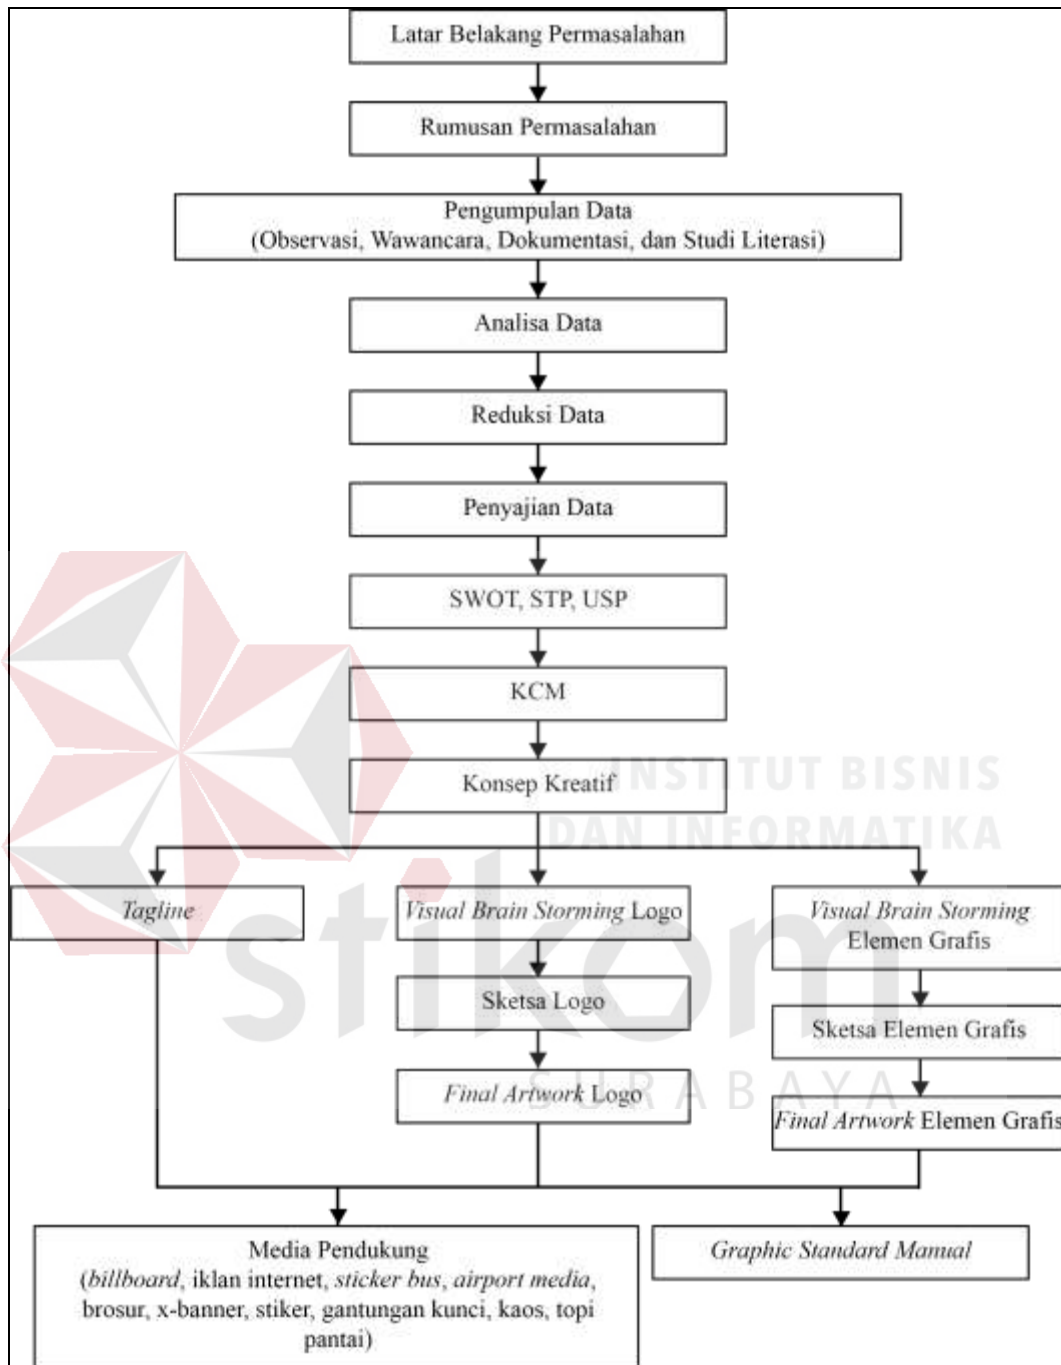 Latar Belakang Permasalahan
Rumusan Permasalahan
Pengumpulan Data
(Observasi, Wawancara, Dokumentasi, dan Studi Literasi)
Analisa Data
Reduksi Data
Penyajian Data
SWOT, STP, USP
KCM
Konsep Kreatif
INSTITUT BISNIS
DAN INFORMATIKA
stikom
SURABAYA
Tagline
Visual Brain Storming Logo
Sketsa Logo
Final Artwork Logo
Visual Brain Storming
Elemen Grafis
Sketsa Elemen Grafis
Final Artwork Elemen Grafis
Media Pendukung
(billboard, iklan internet, sticker bus, airport media,
brosur, x-banner, stiker, gantungan kunci, kaos, topi
pantai)
Graphic Standard Manual